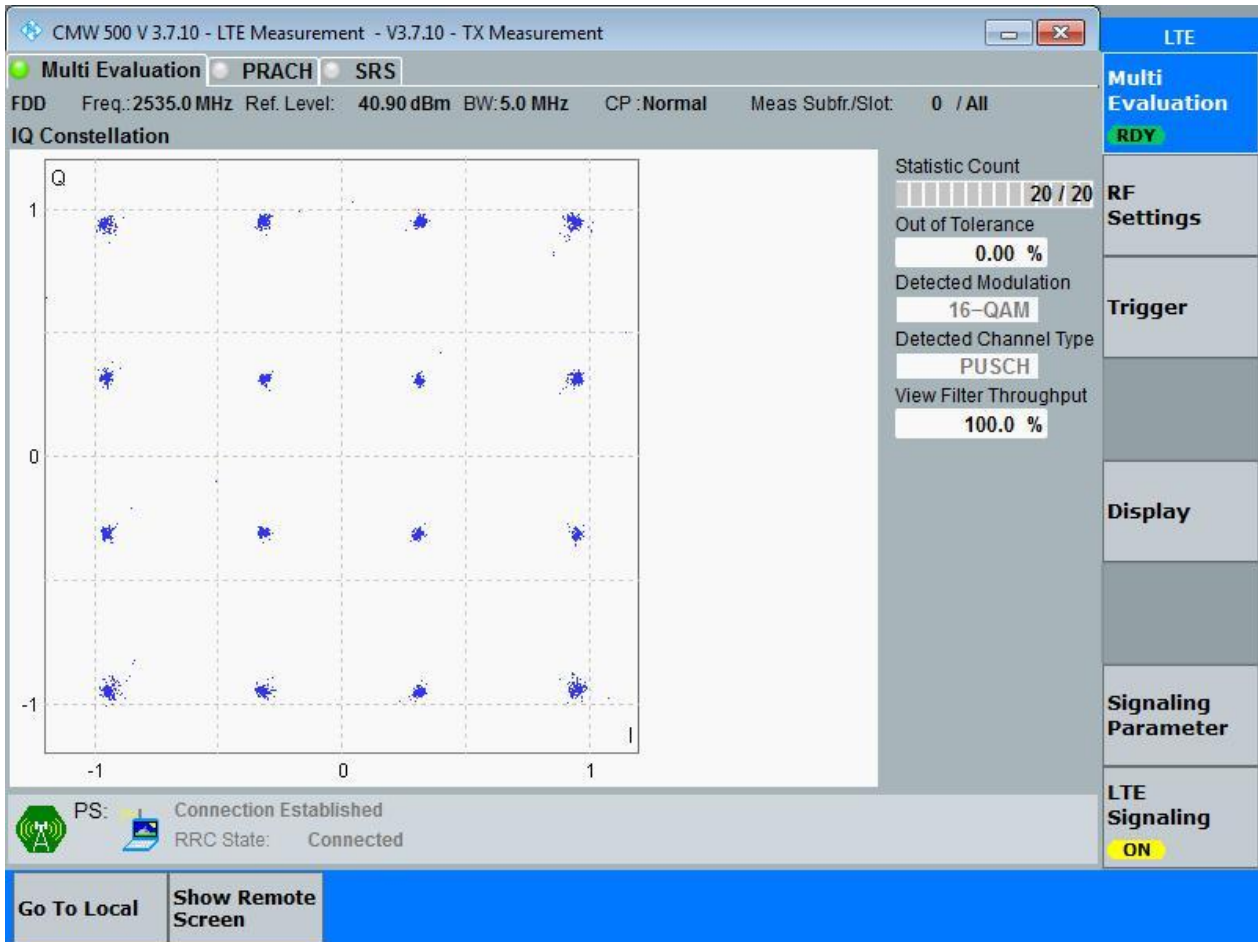 CMW 500 V 3.7.10 - LTE Measurement - V3.7.10 - TX Measurement
LTE
Multi Evaluation PRACH SRS
Multi
Evaluation
RDY
FDD Freq.: 2535.0 MHz Ref. Level: 40.90 dBm BW: 5.0 MHz CP : Normal Meas Subfr./Slot: 0 / All
IQ Constellation
Q
1
0
-1
I
-1 0 1
Statistic Count
20 / 20
Out of Tolerance
0.00 %
Detected Modulation
16-QAM
Detected Channel Type
PUSCH
View Filter Throughput
100.0 %
RF
Settings
Trigger
Display
Signaling
Parameter
LTE
Signaling
ON
PS: Connection Established
RRC State: Connected
Go To Local
Show Remote
Screen